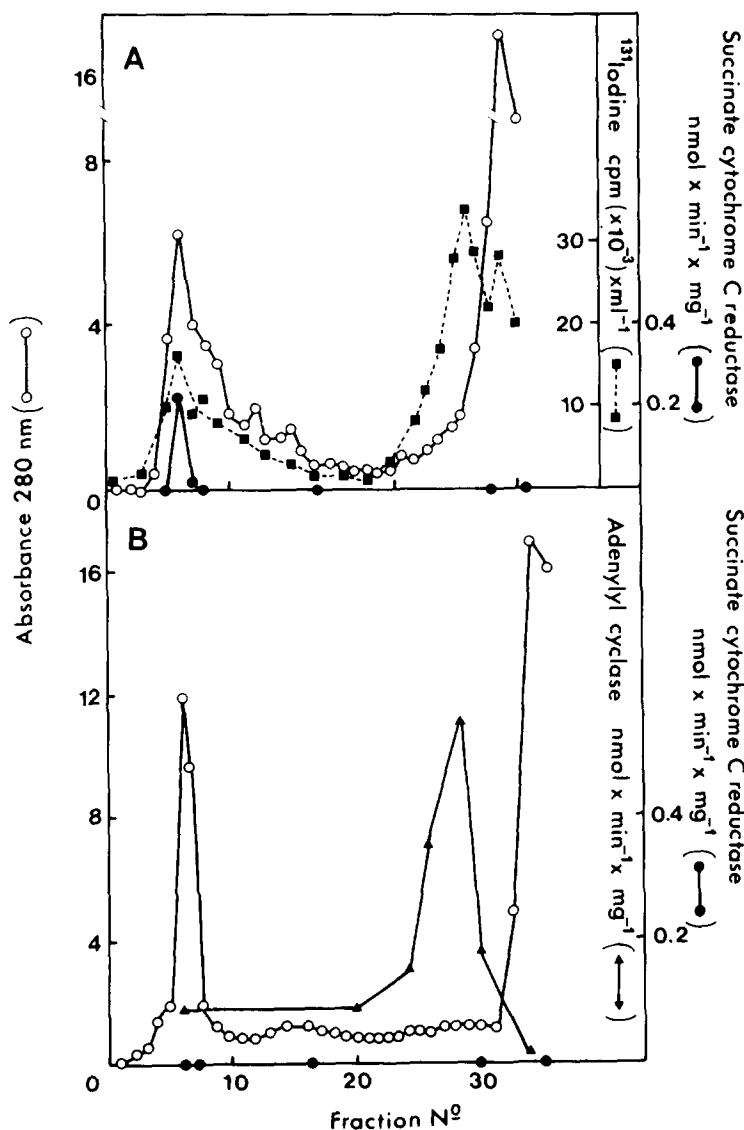 A
16
8
4
0
30
20
10
0.4
0.2
¹³¹Iodine cpm (x10⁻³) x ml⁻¹ ( )
Succinate cytochrome C reductase
nmol x min⁻¹ x mg⁻¹ ( )
Absorbance 280 nm ( )
B
16
12
8
4
0
0.4
0.2
Adenylyl cyclase nmol x min⁻¹ x mg⁻¹ ( )
Succinate cytochrome C reductase
nmol x min⁻¹ x mg⁻¹ ( )
10
20
30
Fraction Nº